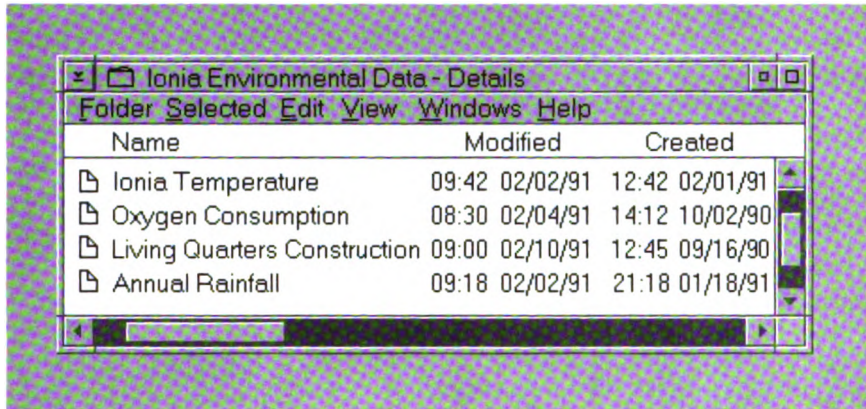 Ionia Environmental Data - Details
Folder Selected Edit View Windows Help
Name Modified Created
Ionia Temperature 09:42 02/02/91 12:42 02/01/91
Oxygen Consumption 08:30 02/04/91 14:12 10/02/90
Living Quarters Construction 09:00 02/10/91 12:45 09/16/90
Annual Rainfall 09:18 02/02/91 21:18 01/18/91